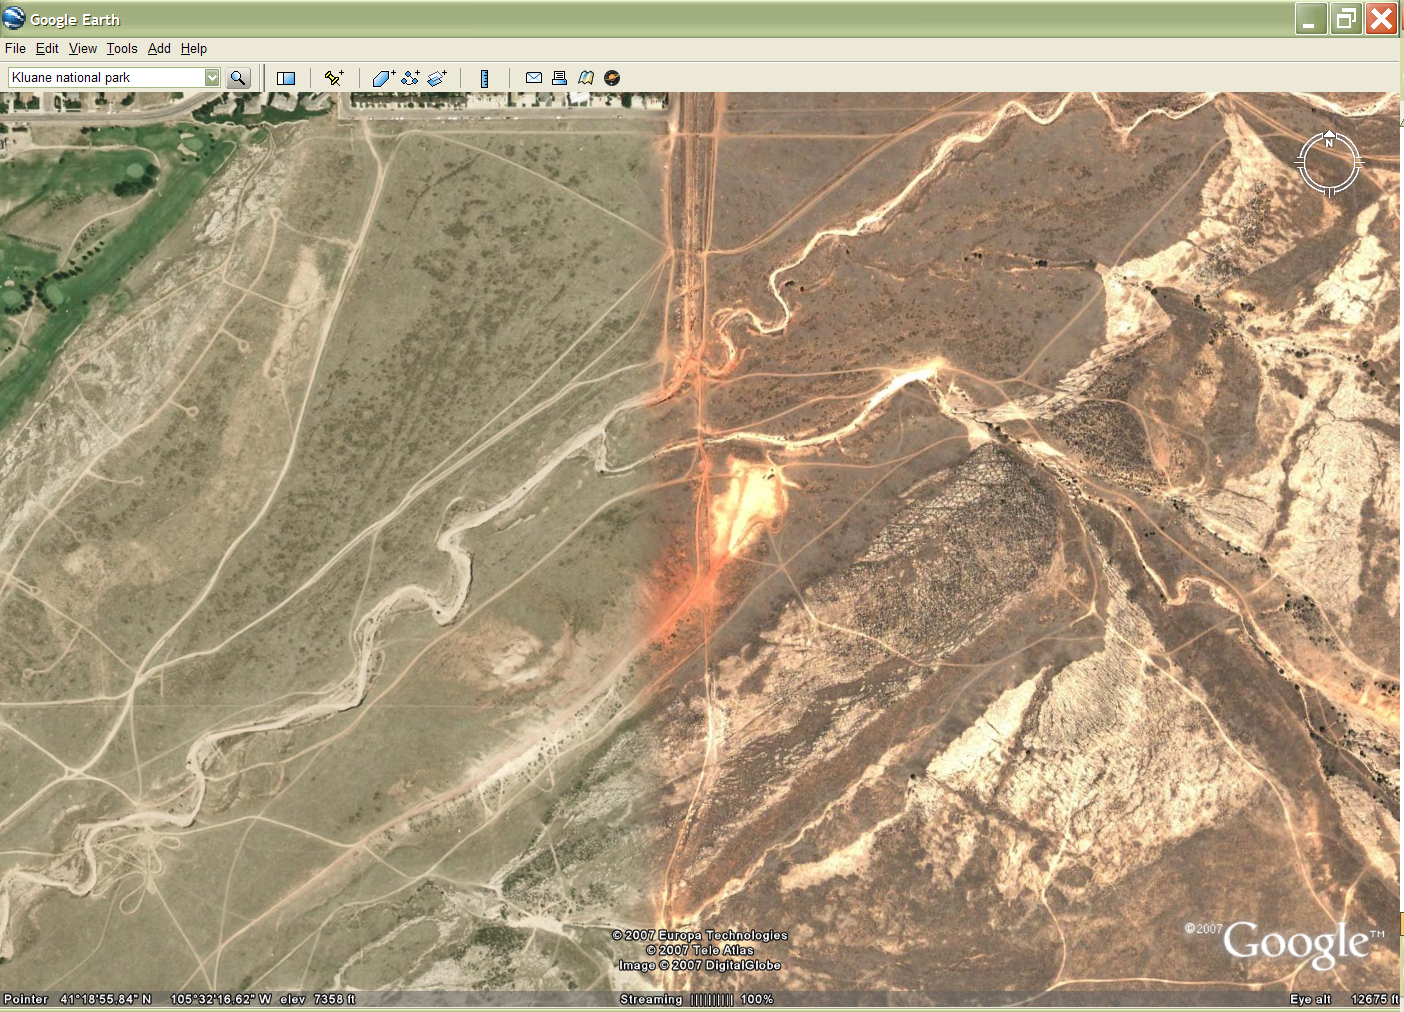 Google Earth
File Edit View Tools Add Help
Kluane national park
N
© 2007 Europa Technologies
© 2007 Tele Atlas
Image © 2007 DigitalGlobe
©2007 Google™
Pointer 41°18'55.84" N 105°32'16.62" W elev 7358 ft Streaming |||||||||| 100% Eye alt 12675 ft